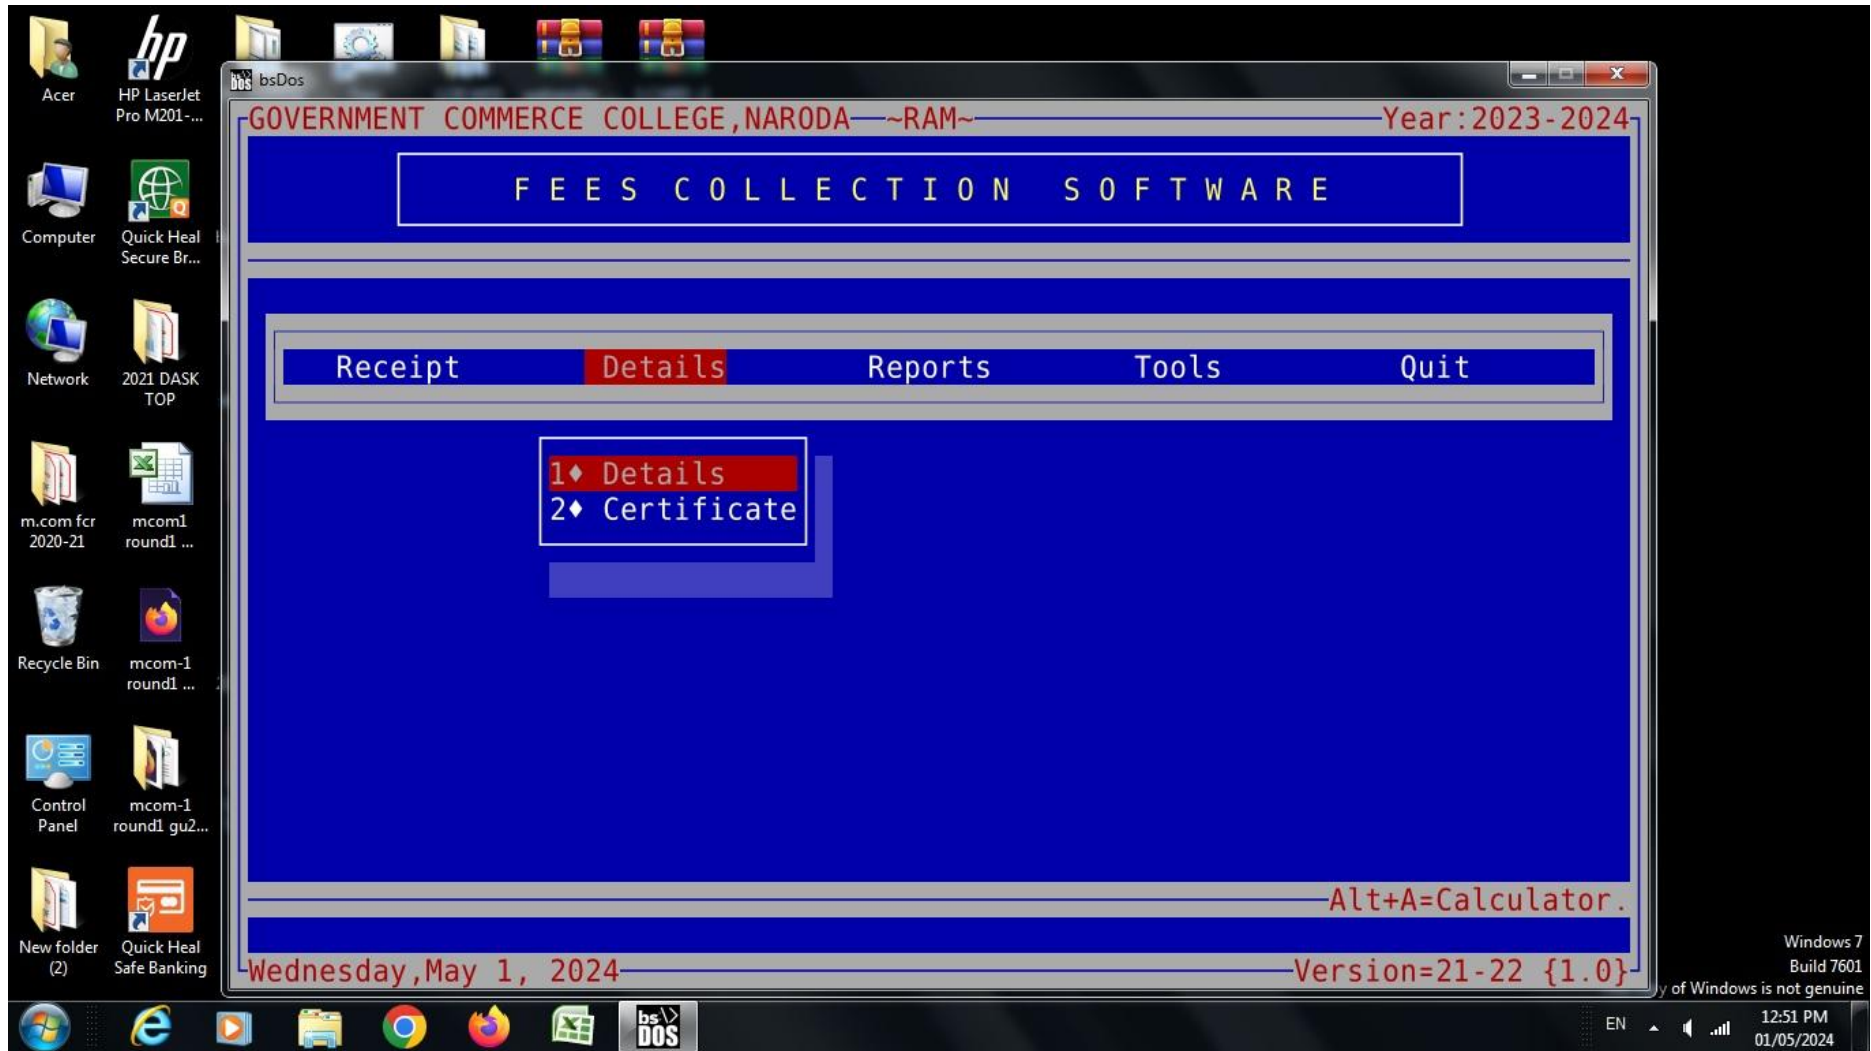 bsDos
GOVERNMENT COMMERCE COLLEGE,NARODA ~RAM~ Year:2023-2024
FEES COLLECTION SOFTWARE
Receipt Details Reports Tools Quit
1♦ Details
2♦ Certificate
Alt+A=Calculator.
Wednesday,May 1, 2024 Version=21-22 {1.0}
Acer
hp
HP LaserJet
Pro M201-...
Computer
Quick Heal
Secure Br...
Network
2021 DASK
TOP
m.com fcr
2020-21
mcom1
round1 ...
Recycle Bin
mcom-1
round1 ...
Control
Panel
mcom-1
round1 gu2...
New folder
(2)
Quick Heal
Safe Banking
Windows 7
Build 7601
of Windows is not genuine
bs\>
DOS
EN
12:51 PM
01/05/2024